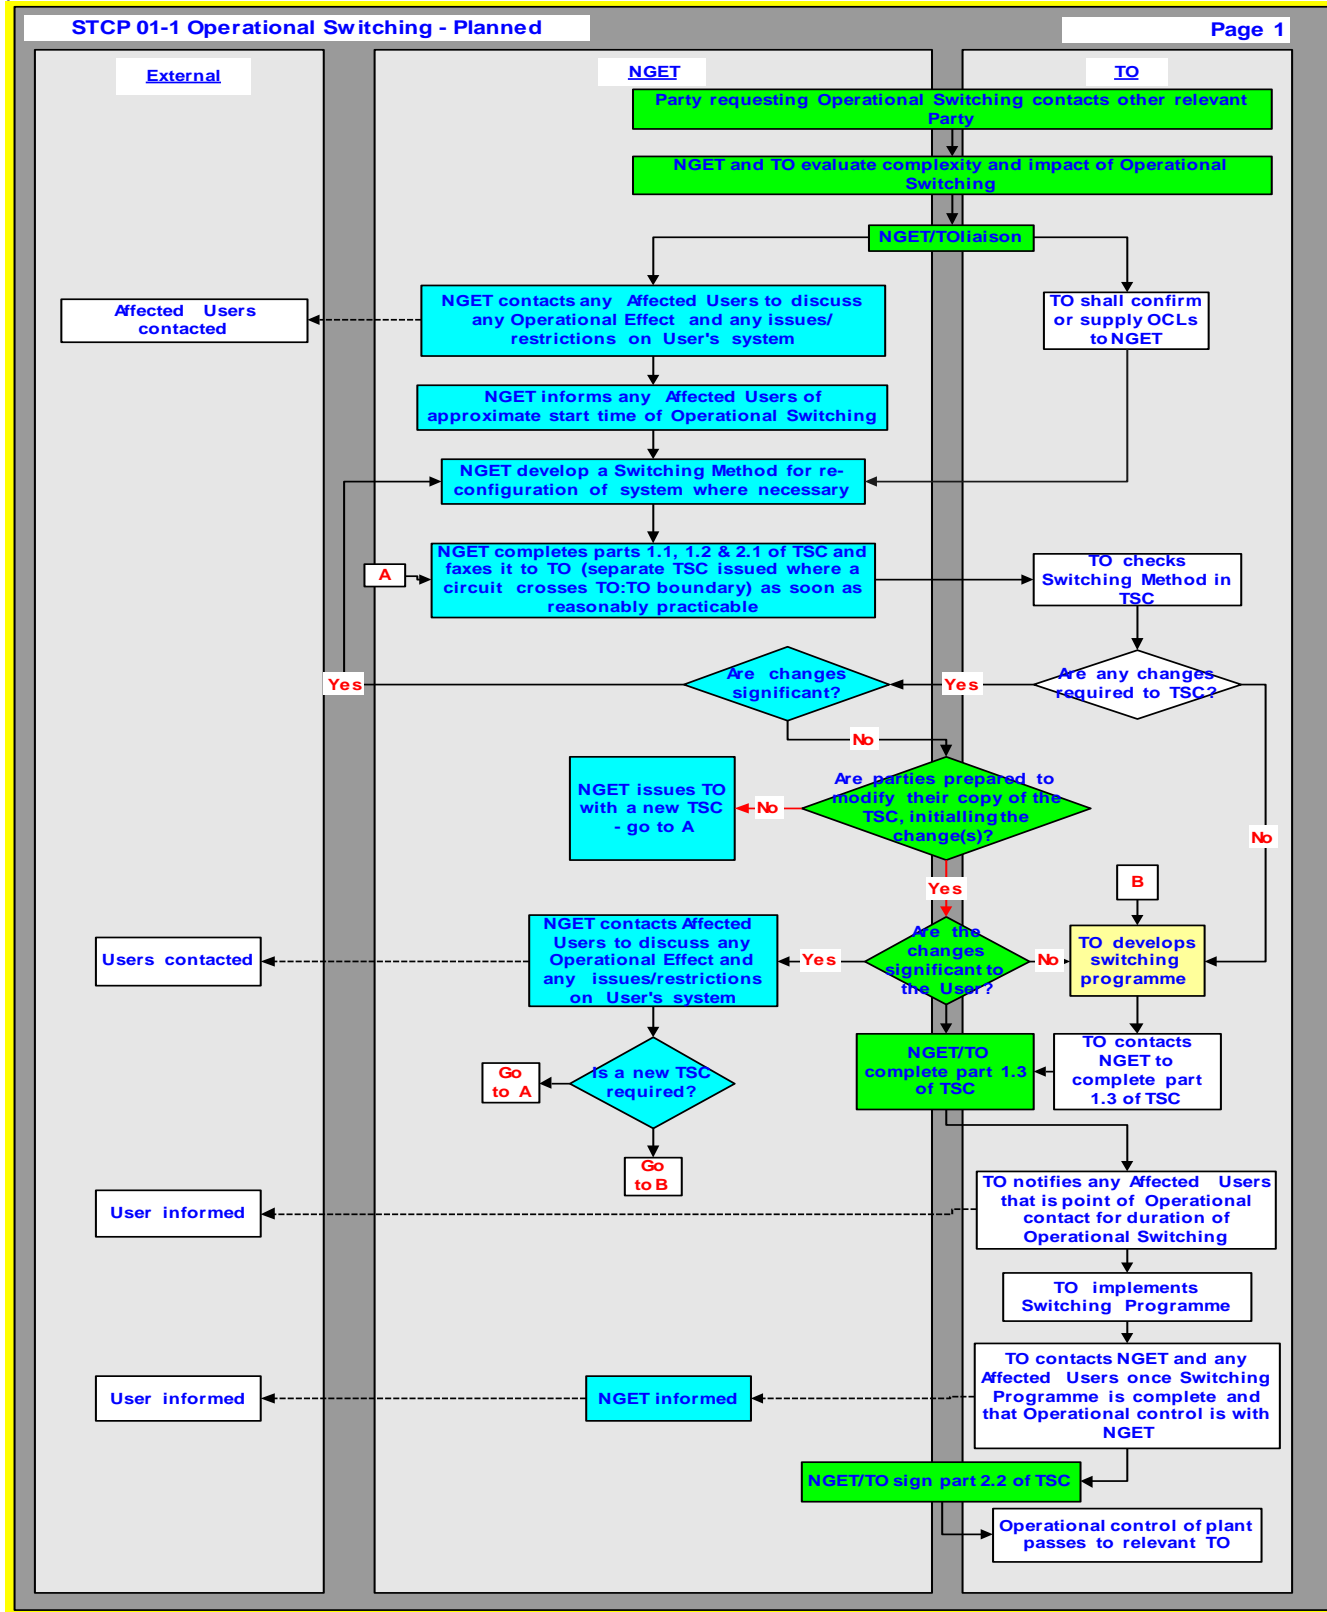 STCP 01-1 Operational Switching - Planned
Page 1
External
NGET
TO
Party requesting Operational Switching contacts other relevant
Party
NGET and TO evaluate complexity and impact of Operational
Switching
NGET/TOliaison
NGET contacts any Affected Users to discuss
any Operational Effect and any issues/
restrictions on User's system
Affected Users
contacted
TO shall confirm
or supply OCLs
to NGET
NGET informs any Affected Users of
approximate start time of Operational Switching
NGET develop a Switching Method for re-
configuration of system where necessary
NGET completes parts 1.1, 1.2 & 2.1 of TSC and
faxes it to TO (separate TSC issued where a
circuit crosses TO:TO boundary) as soon as
reasonably practicable
A
TO checks
Switching Method in
TSC
Are any changes
required to TSC?
Yes
Are changes
significant?
Yes
No
No
Are parties prepared to
modify their copy of the
TSC, initialling the
change(s)?
No
NGET issues TO
with a new TSC
- go to A
Yes
B
Are the
changes
significant to
the User?
Yes
No
NGET contacts Affected
Users to discuss any
Operational Effect and
any issues/restrictions
on User's system
Users contacted
TO develops
switching
programme
TO contacts
NGET to
complete part
1.3 of TSC
NGET/TO
complete part 1.3
of TSC
Is a new TSC
required?
Go
to A
Go
to B
TO notifies any Affected Users
that is point of Operational
contact for duration of
Operational Switching
User informed
TO implements
Switching Programme
TO contacts NGET and any
Affected Users once Switching
Programme is complete and
that Operational control is with
NGET
NGET informed
User informed
NGET/TO sign part 2.2 of TSC
Operational control of plant
passes to relevant TO